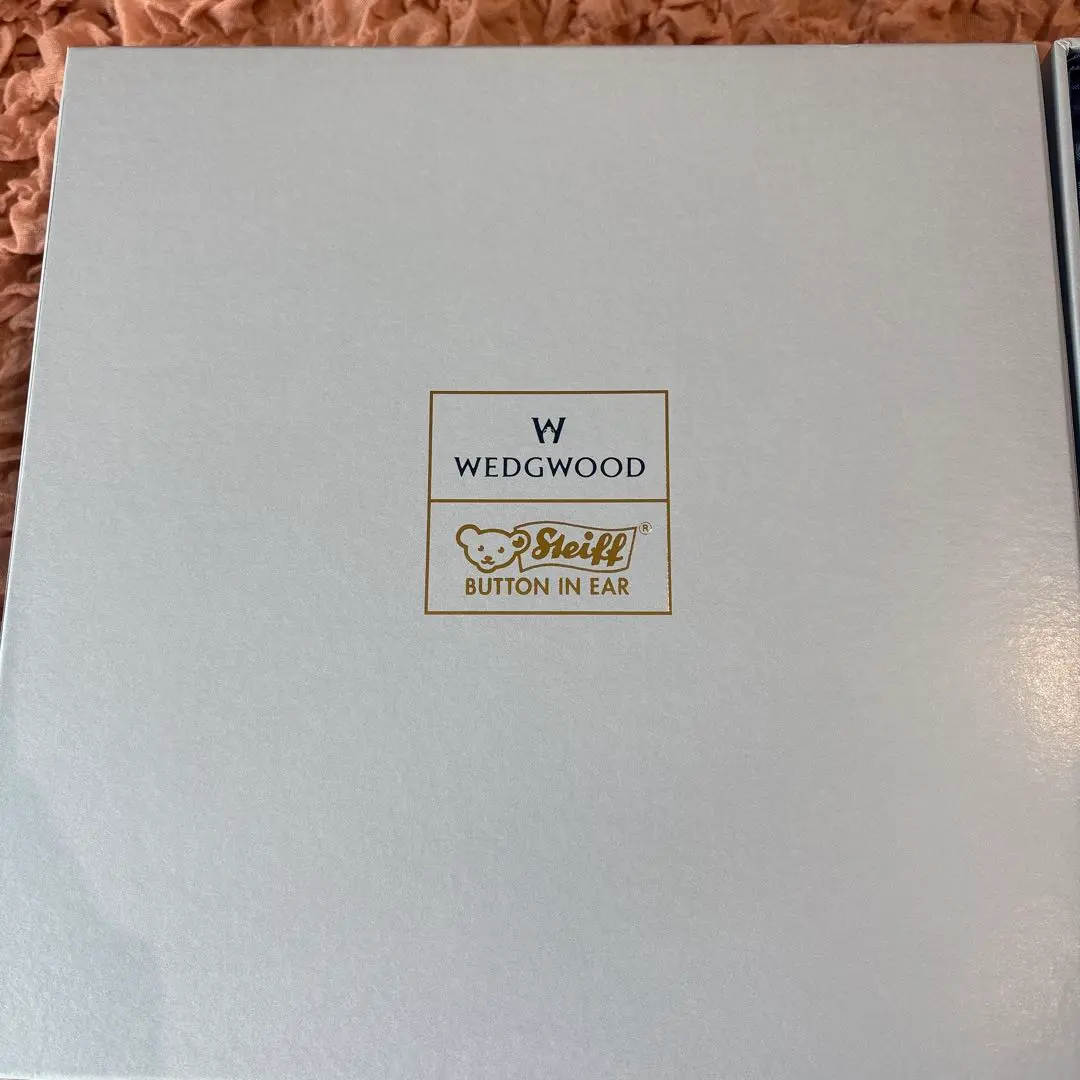 W
WEDGWOOD
Steiff ®
BUTTON IN EAR